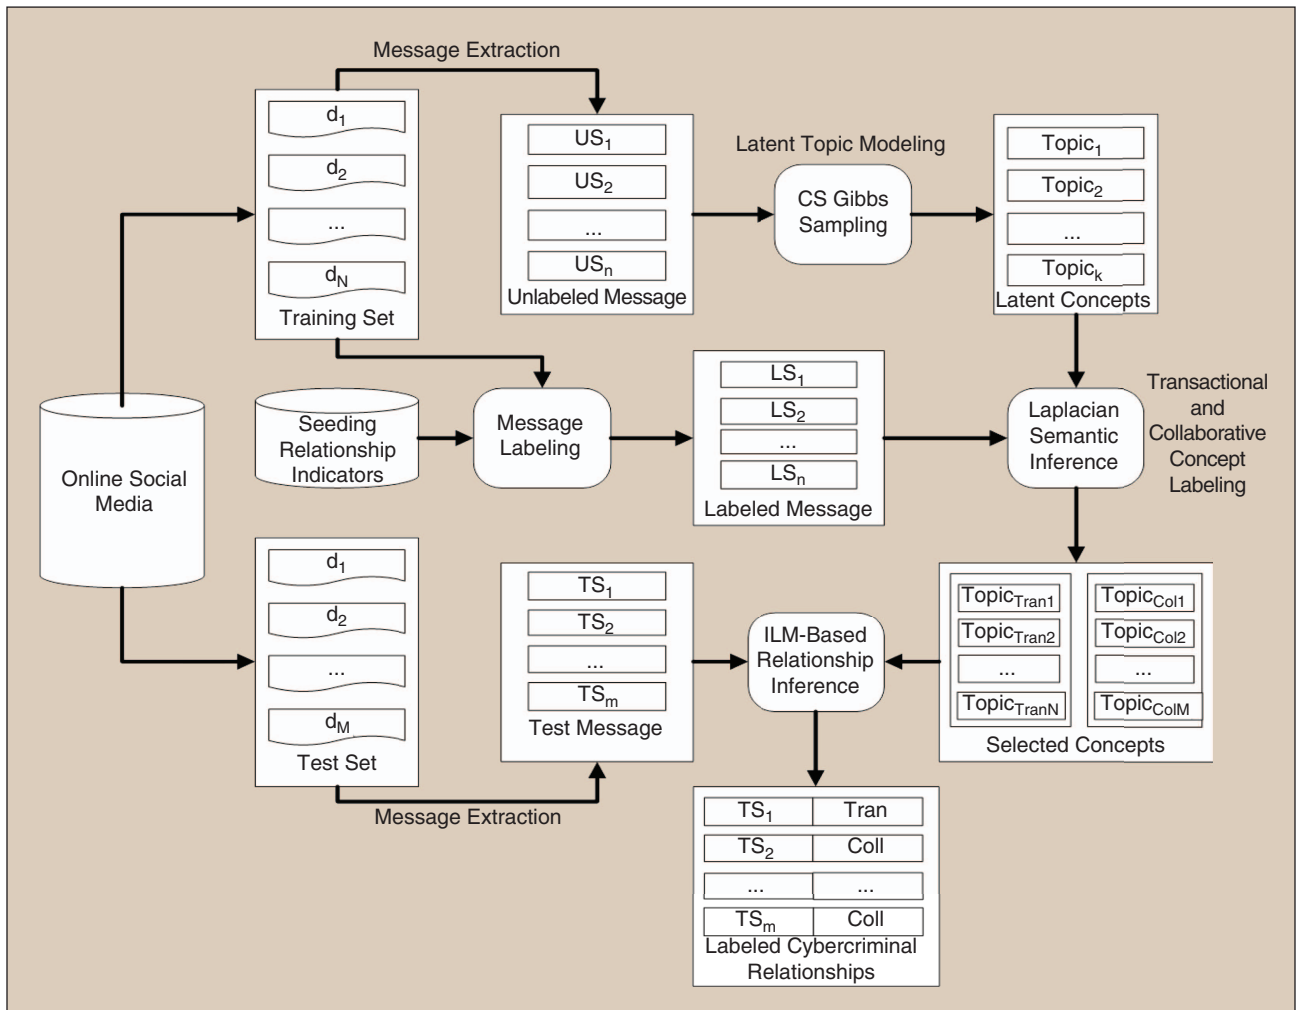 Message Extraction
d1
d2
...
dN
Training Set
US1
US2
...
USn
Unlabeled Message
Latent Topic Modeling
CS Gibbs
Sampling
Topic1
Topic2
...
Topick
Latent Concepts
Online Social
Media
Seeding
Relationship
Indicators
Message
Labeling
LS1
LS2
...
LSn
Labeled Message
Laplacian
Semantic
Inference
Transactional
and
Collaborative
Concept
Labeling
d1
d2
...
dM
Test Set
Message Extraction
TS1
TS2
...
TSm
Test Message
ILM-Based
Relationship
Inference
TopicTran1
TopicTran2
...
TopicTranN
TopicCol1
TopicCol2
...
TopicColM
Selected Concepts
TS1 Tran
TS2 Coll
... ...
TSm Coll
Labeled Cybercriminal
Relationships